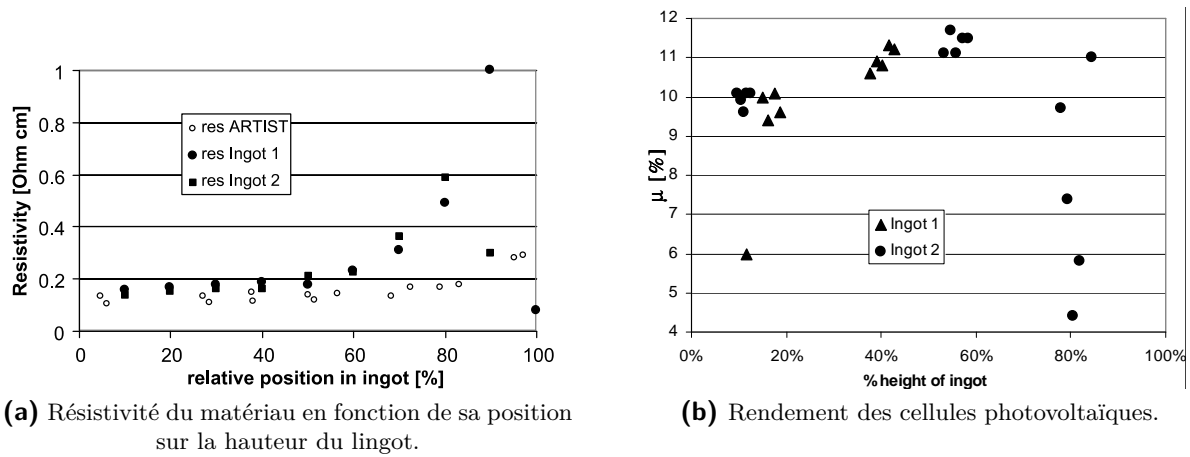 1
0.8
0.6
0.4
0.2
0
Resistivity [Ohm cm]
res ARTIST
res Ingot 1
res Ingot 2
0 20 40 60 80 100
relative position in ingot [%]
(a) Résistivité du matériau en fonction de sa position
sur la hauteur du lingot.
12
11
10
9
8
7
6
5
4
µ [%]
Ingot 1
Ingot 2
0% 20% 40% 60% 80% 100%
% height of ingot
(b) Rendement des cellules photovoltaïques.